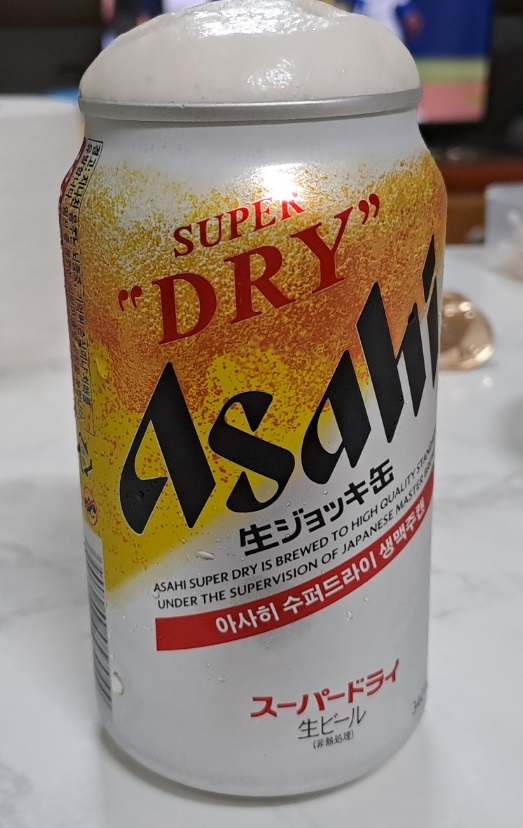 SUPER
"DRY"
Asahi
生ジョッキ缶
ASAHI SUPER DRY IS BREWED TO HIGH QUALITY
UNDER THE SUPERVISION OF JAPANESE MASTER
아사히 수퍼드라이 생맥주캔
スーパードライ
生ビール
(非熱処理)